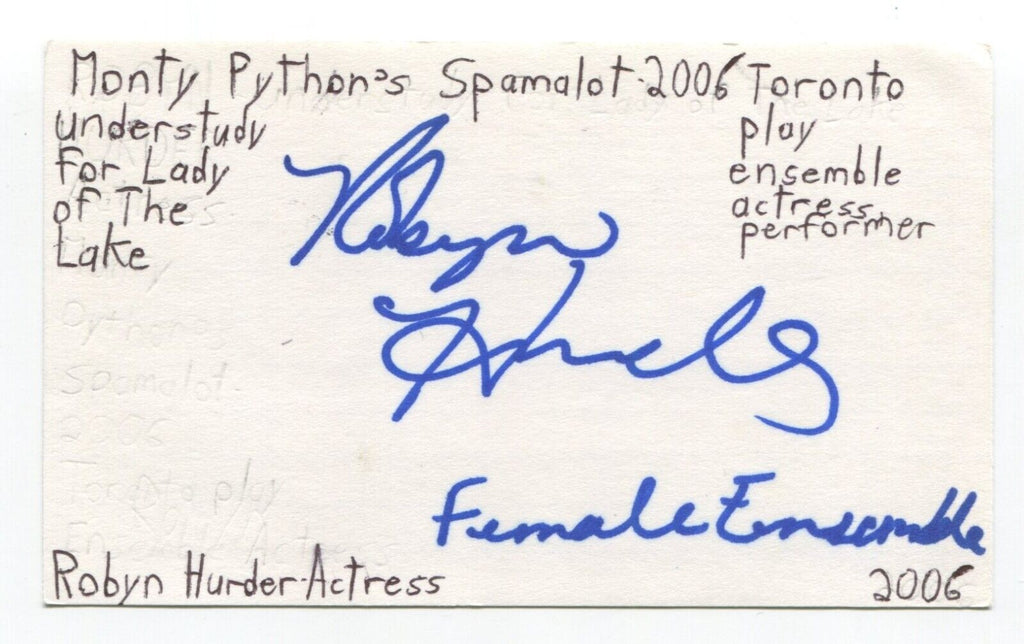 Monty Python's Spamalot-2006 Toronto
understudy
for Lady
of The
Lake
play
ensemble
actress,
performer
Robyn
Female Ensemble
Robyn Hurder-Actress
2006